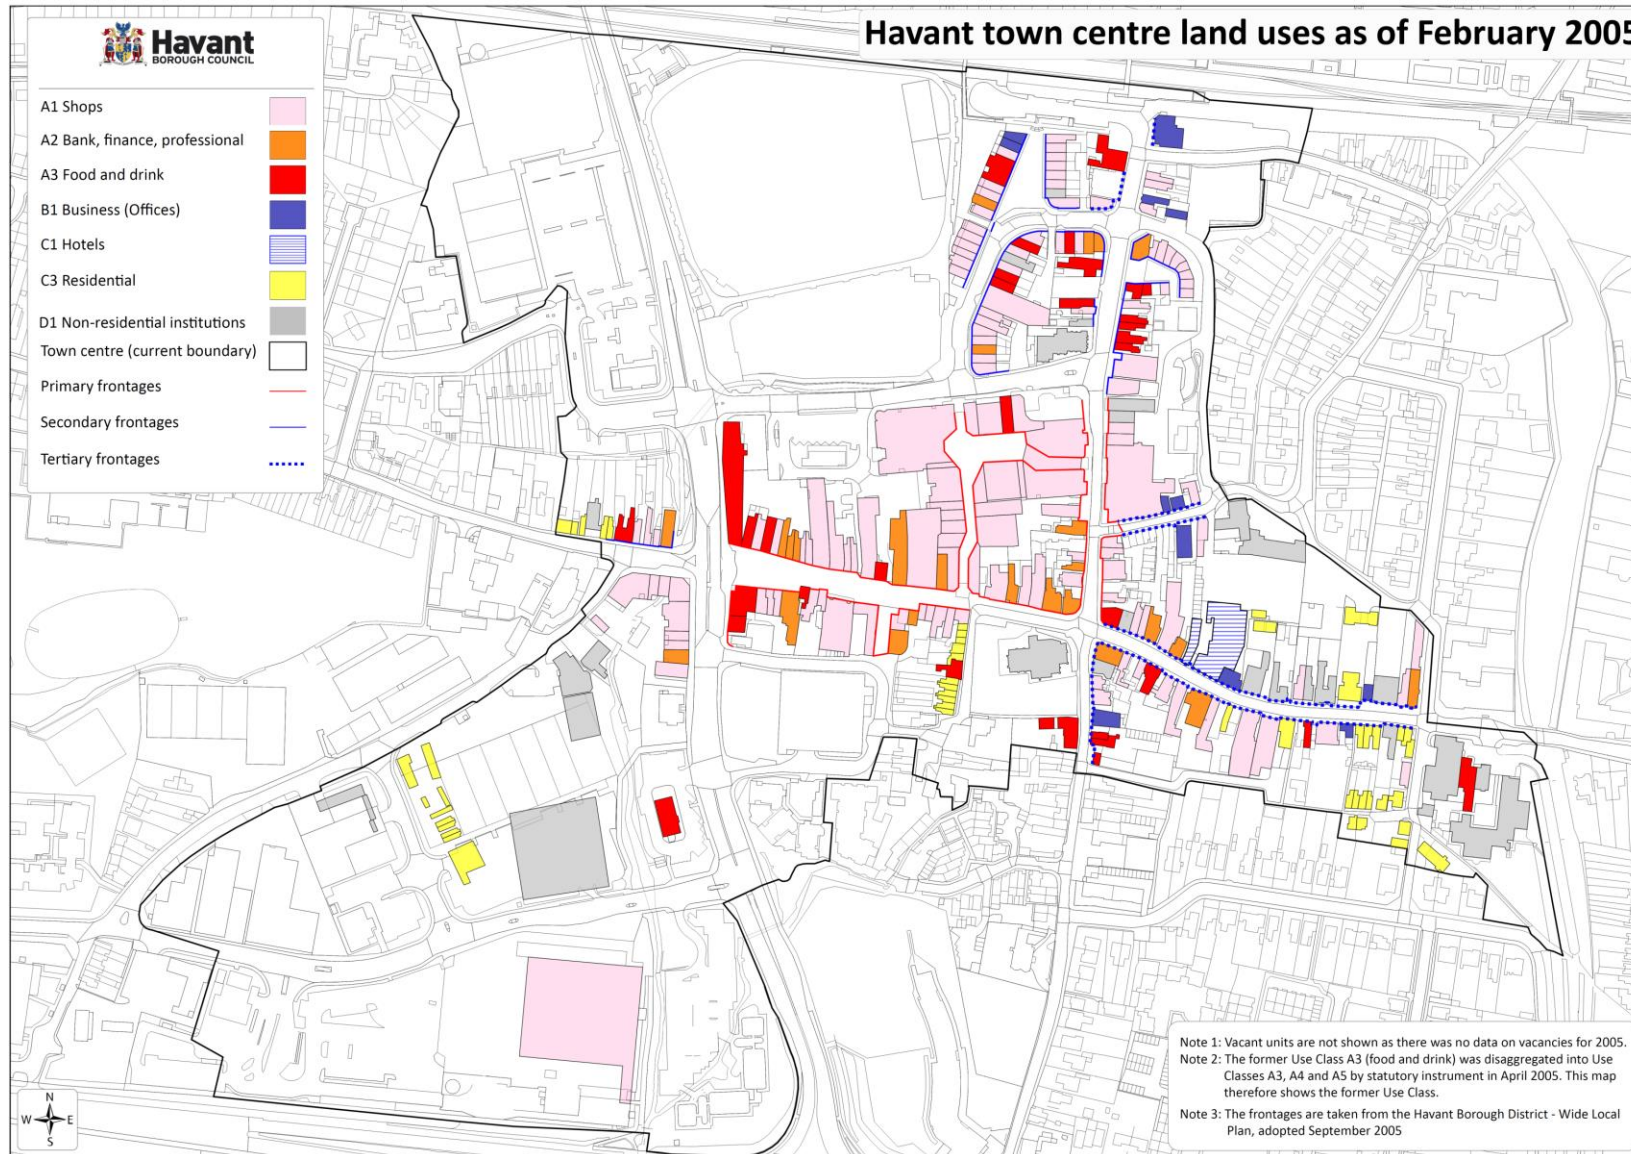 Havant town centre land uses as of February 2005
Havant
BOROUGH COUNCIL
A1 Shops
A2 Bank, finance, professional
A3 Food and drink
B1 Business (Offices)
C1 Hotels
C3 Residential
D1 Non-residential institutions
Town centre (current boundary)
Primary frontages
Secondary frontages
Tertiary frontages
Note 1: Vacant units are not shown as there was no data on vacancies for 2005.
Note 2: The former Use Class A3 (food and drink) was disaggregated into Use
Classes A3, A4 and A5 by statutory instrument in April 2005. This map
therefore shows the former Use Class.
Note 3: The frontages are taken from the Havant Borough District - Wide Local
Plan, adopted September 2005
N
W E
S